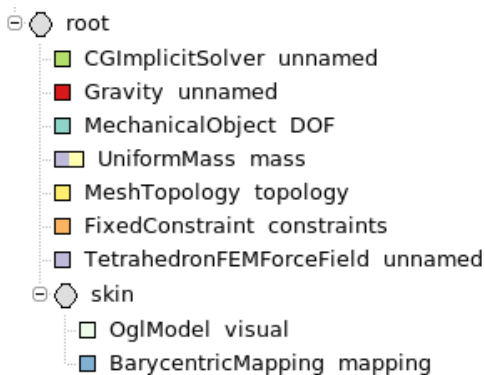 root
CGImplicitSolver unnamed
Gravity unnamed
MechanicalObject DOF
UniformMass mass
MeshTopology topology
FixedConstraint constraints
TetrahedronFEMForceField unnamed
skin
OglModel visual
BarycentricMapping mapping